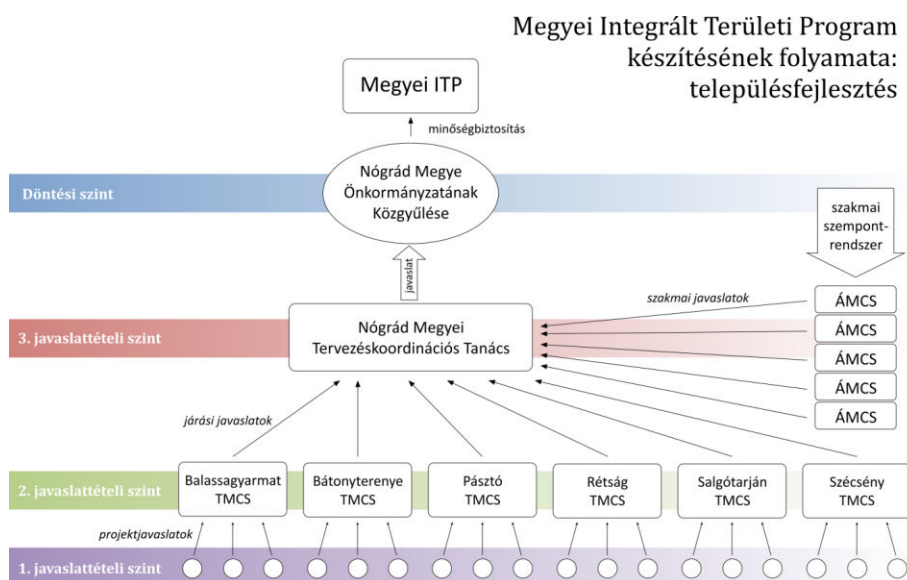 Megyei Integrált Területi Program
készítésének folyamata:
településfejlesztés
Megyei ITP
minőségbiztosítás
Döntési szint
Nógrád Megye
Önkormányzatának
Közgyűlése
szakmai
szempont-
rendszer
javaslat
szakmai javaslatok
ÁMCS
ÁMCS
ÁMCS
ÁMCS
ÁMCS
3. javaslattételi szint
Nógrád Megyei
Tervezéskoordinációs Tanács
járási javaslatok
2. javaslattételi szint
Balassagyarmat
TMCS
Bátonyterenye
TMCS
Pásztó
TMCS
Rétság
TMCS
Salgótarján
TMCS
Szécsény
TMCS
projektjavaslatok
1. javaslattételi szint